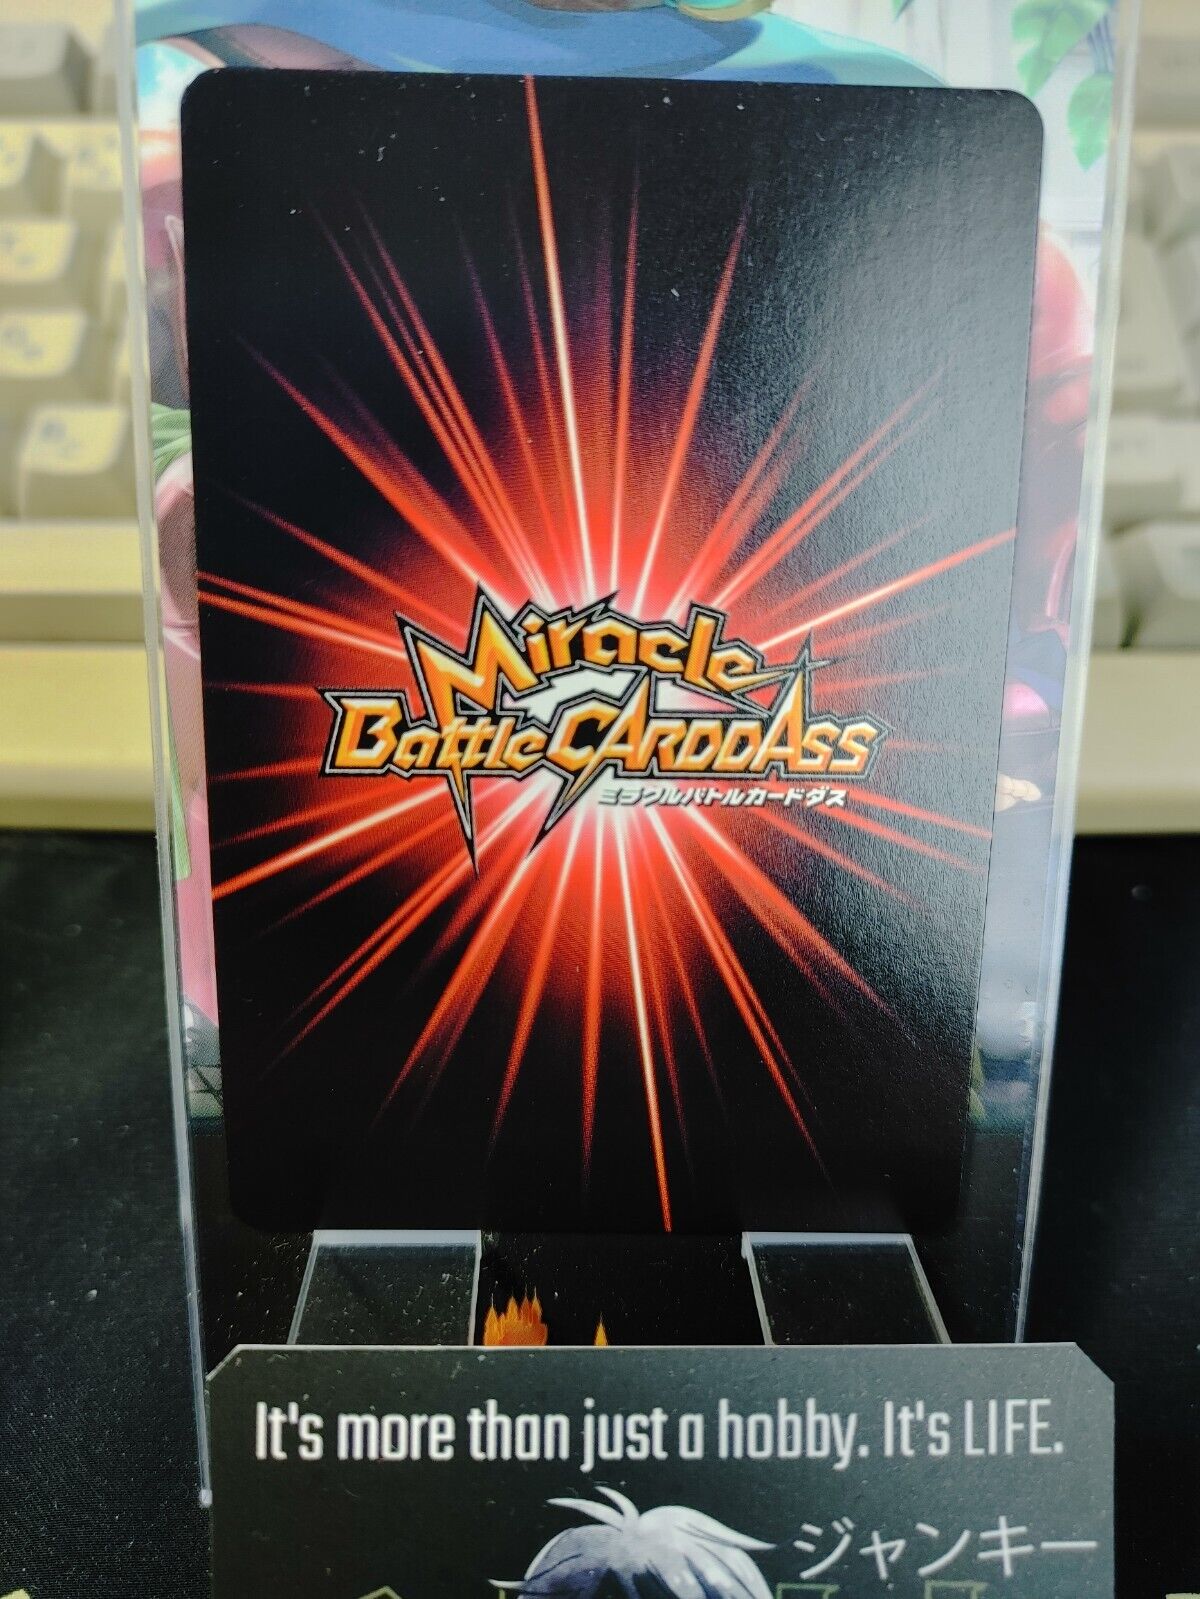 Miracle
Battle CARDDASS
ミラクルバトルカードダス
It's more than just a hobby. It's LIFE.
ジャンキー